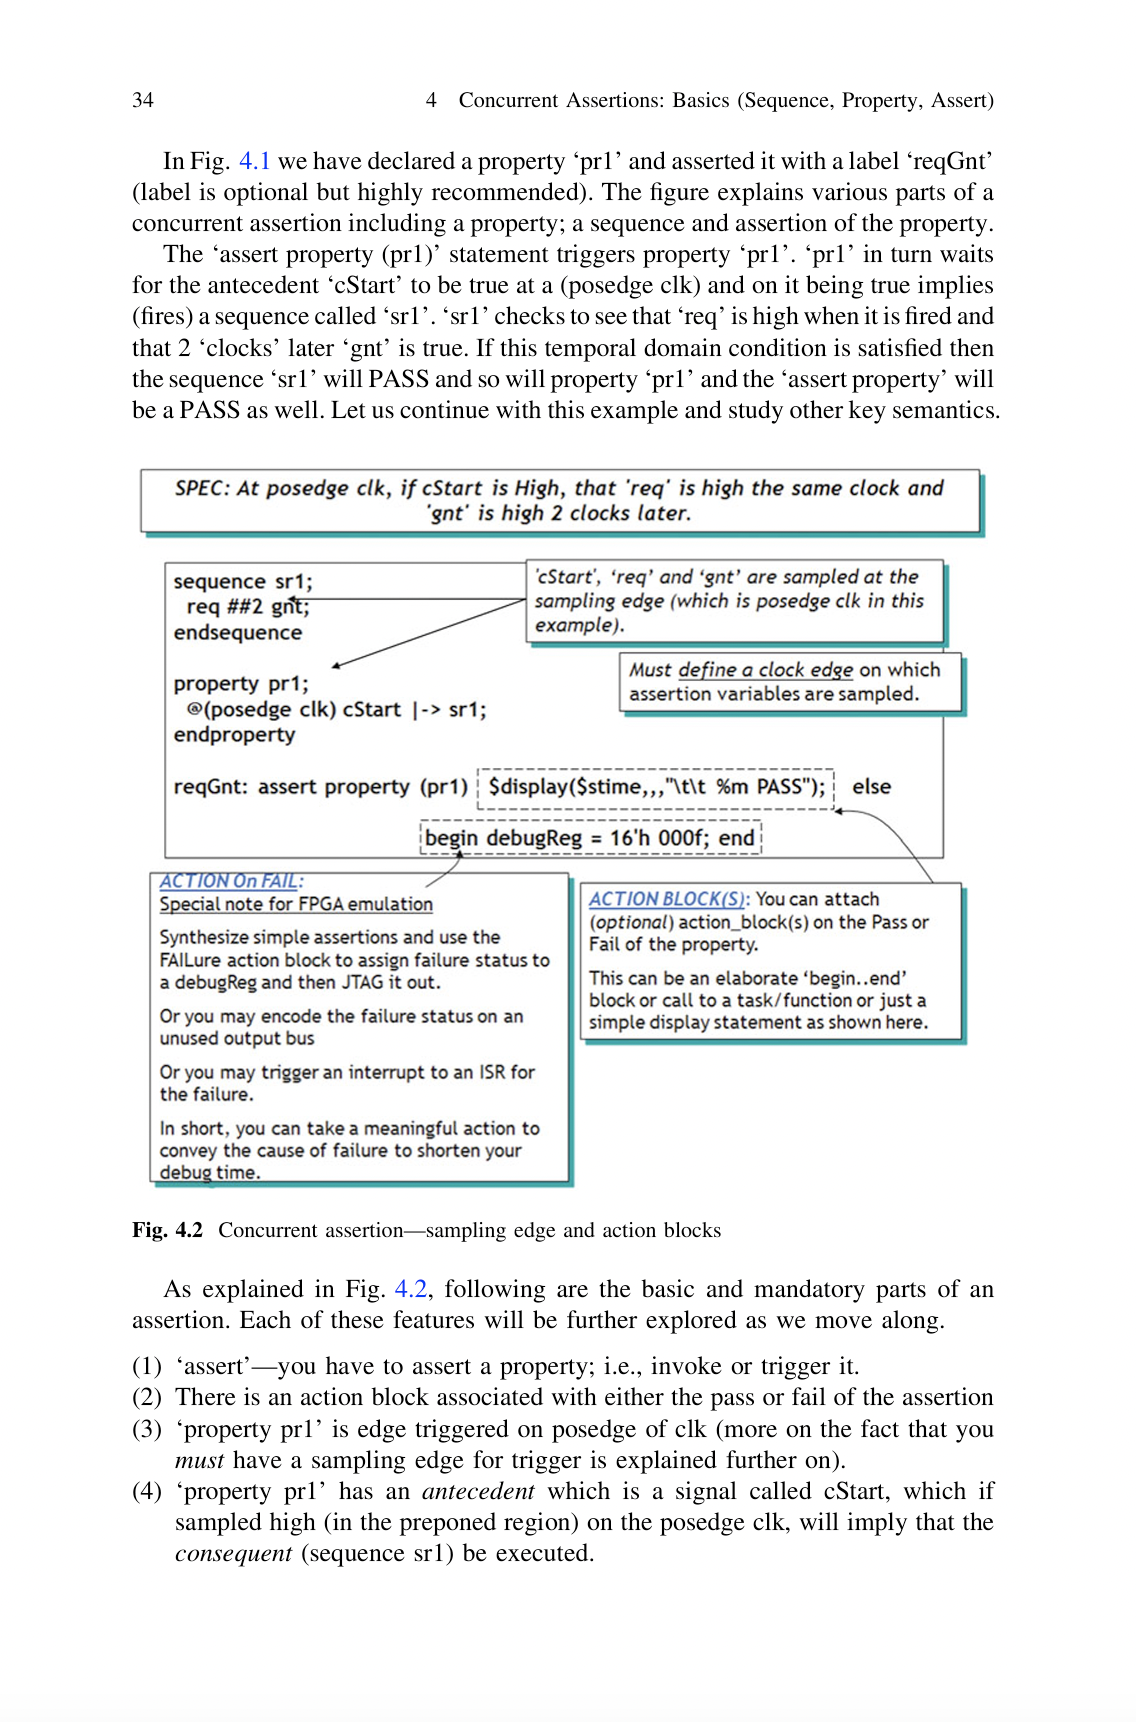 34
4 Concurrent Assertions: Basics (Sequence, Property, Assert)
In Fig. 4.1 we have declared a property ‘pr1’ and asserted it with a label ‘reqGnt’
(label is optional but highly recommended). The figure explains various parts of a
concurrent assertion including a property; a sequence and assertion of the property.
The ‘assert property (pr1)’ statement triggers property ‘pr1’. ‘pr1’ in turn waits
for the antecedent ‘cStart’ to be true at a (posedge clk) and on it being true implies
(fires) a sequence called ‘sr1’. ‘sr1’ checks to see that ‘req’ is high when it is fired and
that 2 ‘clocks’ later ‘gnt’ is true. If this temporal domain condition is satisfied then
the sequence ‘sr1’ will PASS and so will property ‘pr1’ and the ‘assert property’ will
be a PASS as well. Let us continue with this example and study other key semantics.
SPEC: At posedge clk, if cStart is High, that 'req' is high the same clock and
'gnt' is high 2 clocks later.
sequence sr1;
req ##2 gnt;
endsequence
'cStart', ‘req’ and ‘gnt’ are sampled at the
sampling edge (which is posedge clk in this
example).
Must define a clock edge on which
assertion variables are sampled.
property pr1;
@(posedge clk) cStart |-> sr1;
endproperty
reqGnt: assert property (pr1) $display($stime,,,"\t\t %m PASS"); else
begin debugReg = 16'h 000f; end
ACTION On FAIL:
Special note for FPGA emulation
Synthesize simple assertions and use the
FAILure action block to assign failure status to
a debugReg and then JTAG it out.
Or you may encode the failure status on an
unused output bus
Or you may trigger an interrupt to an ISR for
the failure.
In short, you can take a meaningful action to
convey the cause of failure to shorten your
debug time.
ACTION BLOCK(S): You can attach
(optional) action_block(s) on the Pass or
Fail of the property.
This can be an elaborate ‘begin..end’
block or call to a task/function or just a
simple display statement as shown here.
Fig. 4.2 Concurrent assertion—sampling edge and action blocks
As explained in Fig. 4.2, following are the basic and mandatory parts of an
assertion. Each of these features will be further explored as we move along.
(1) ‘assert’—you have to assert a property; i.e., invoke or trigger it.
(2) There is an action block associated with either the pass or fail of the assertion
(3) ‘property pr1’ is edge triggered on posedge of clk (more on the fact that you
must have a sampling edge for trigger is explained further on).
(4) ‘property pr1’ has an antecedent which is a signal called cStart, which if
sampled high (in the preponed region) on the posedge clk, will imply that the
consequent (sequence sr1) be executed.